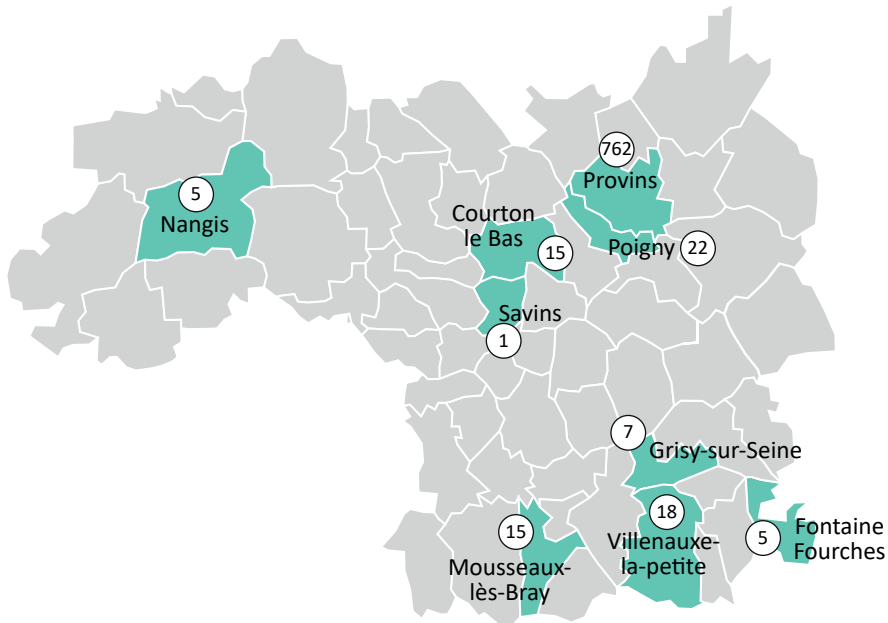 762
Provins
5
Nangis
Courton
le Bas
15
Poigny
22
Savins
1
7
Grisy-sur-Seine
18
Villenauxe-
la-petite
15
Mousseaux-
lès-Bray
5
Fontaine
Fourches